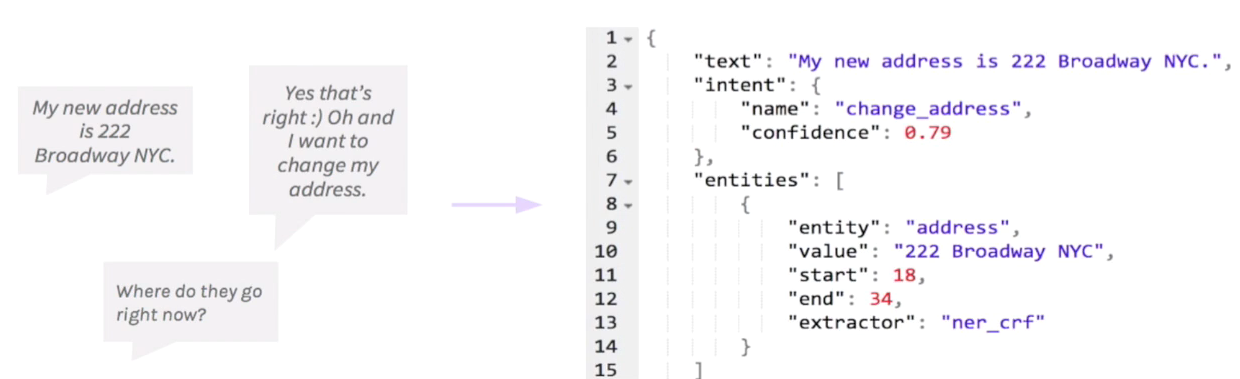 My new address
is 222
Broadway NYC.
Yes that's
right :) Oh and
I want to
change my
address.
Where do they go
right now?
1 {
2 "text": "My new address is 222 Broadway NYC.",
3 "intent": {
4 "name": "change_address",
5 "confidence": 0.79
6 },
7 "entities": [
8 {
9 "entity": "address",
10 "value": "222 Broadway NYC",
11 "start": 18,
12 "end": 34,
13 "extractor": "ner_crf"
14 }
15 ]